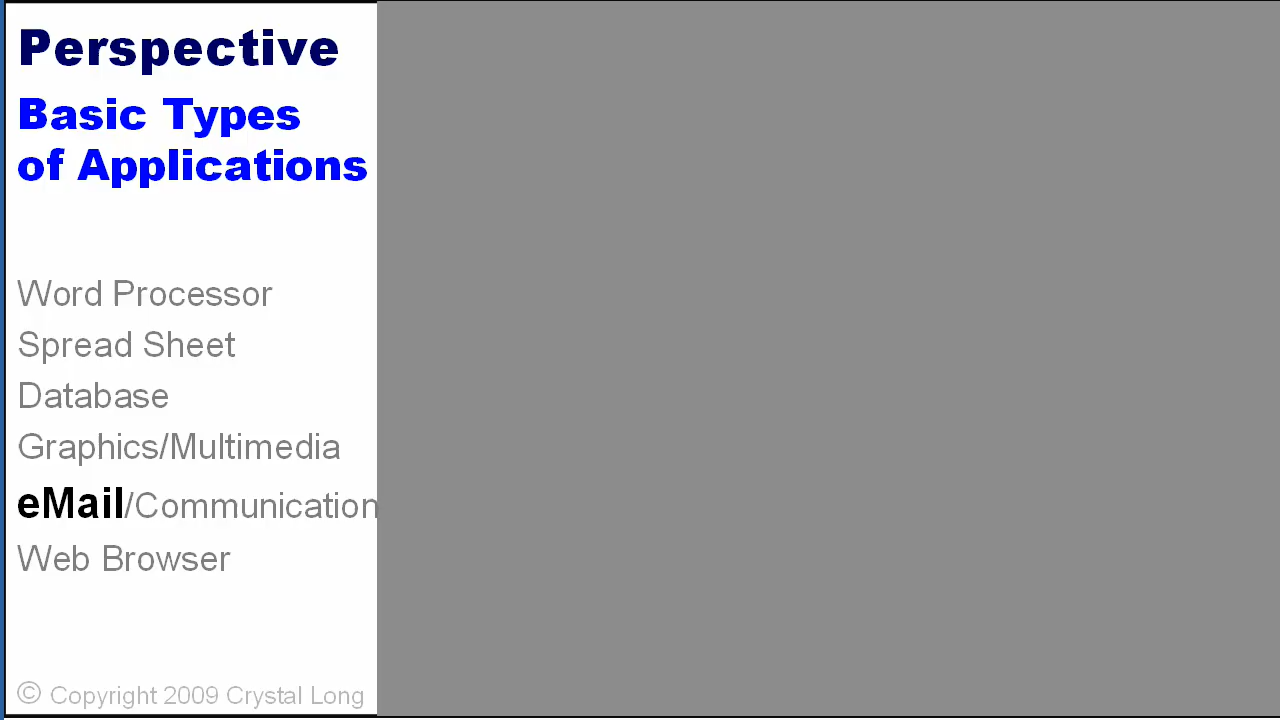 Perspective
Basic Types
of Applications
Word Processor
Spread Sheet
Database
Graphics/Multimedia
eMail/Communication
Web Browser
© Copyright 2009 Crystal Long